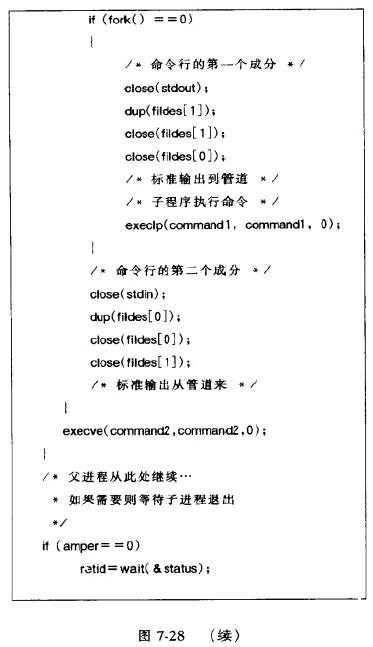 if (fork() ==0)
{
/* 命令行的第一个成分 */
close(stdout);
dup(fildes[1]);
close(fildes[1]);
close(fildes[0]);
/* 标准输出到管道 */
/* 子程序执行命令 */
execlp(command1, command1, 0);
}
/* 命令行的第二个成分 */
close(stdin);
dup(fildes[0]);
close(fildes[0]);
close(fildes[1]);
/* 标准输出从管道来 */
}
execve(command2,command2,0);
}
/* 父进程从此处继续…
* 如果需要则等待子进程退出
*/
if (amper==0)
retid=wait( &status);
图 7-28 (续)